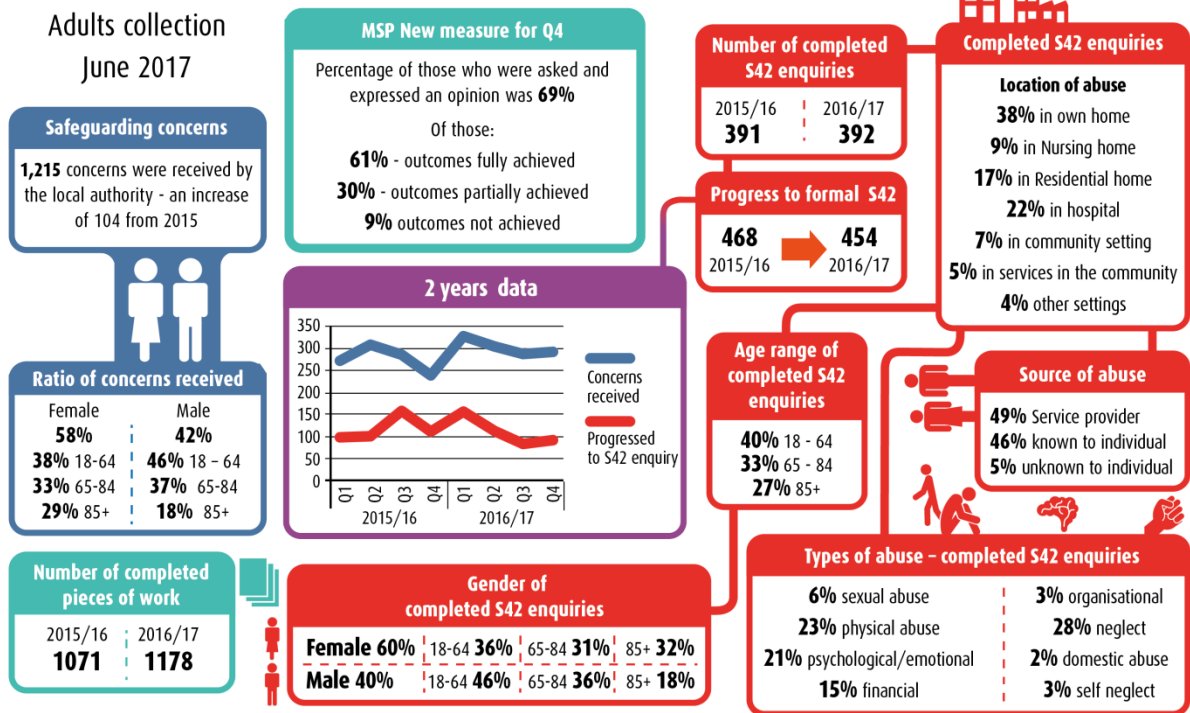 Adults collection
June 2017
Safeguarding concerns
1,215 concerns were received by
the local authority - an increase
of 104 from 2015
Ratio of concerns received
Female Male
58% 42%
38% 18-64 46% 18 – 64
33% 65-84 37% 65-84
29% 85+ 18% 85+
Number of completed
pieces of work
2015/16 2016/17
1071 1178
MSP New measure for Q4
Percentage of those who were asked and
expressed an opinion was 69%
Of those:
61% - outcomes fully achieved
30% - outcomes partially achieved
9% outcomes not achieved
2 years data
350
300
250
200
150
100
50
0
Q1 Q2 Q3 Q4 Q1 Q2 Q3 Q4
2015/16 2016/17
Concerns
received
Progressed
to S42 enquiry
Gender of
completed S42 enquiries
Female 60% 18-64 36% 65-84 31% 85+ 32%
Male 40% 18-64 46% 65-84 36% 85+ 18%
Number of completed
S42 enquiries
2015/16 2016/17
391 392
Progress to formal S42
468 454
2015/16 2016/17
Age range of
completed S42
enquiries
40% 18 - 64
33% 65 - 84
27% 85+
Completed S42 enquiries
Location of abuse
38% in own home
9% in Nursing home
17% in Residential home
22% in hospital
7% in community setting
5% in services in the community
4% other settings
Source of abuse
49% Service provider
46% known to individual
5% unknown to individual
Types of abuse – completed S42 enquiries
6% sexual abuse 3% organisational
23% physical abuse 28% neglect
21% psychological/emotional 2% domestic abuse
15% financial 3% self neglect